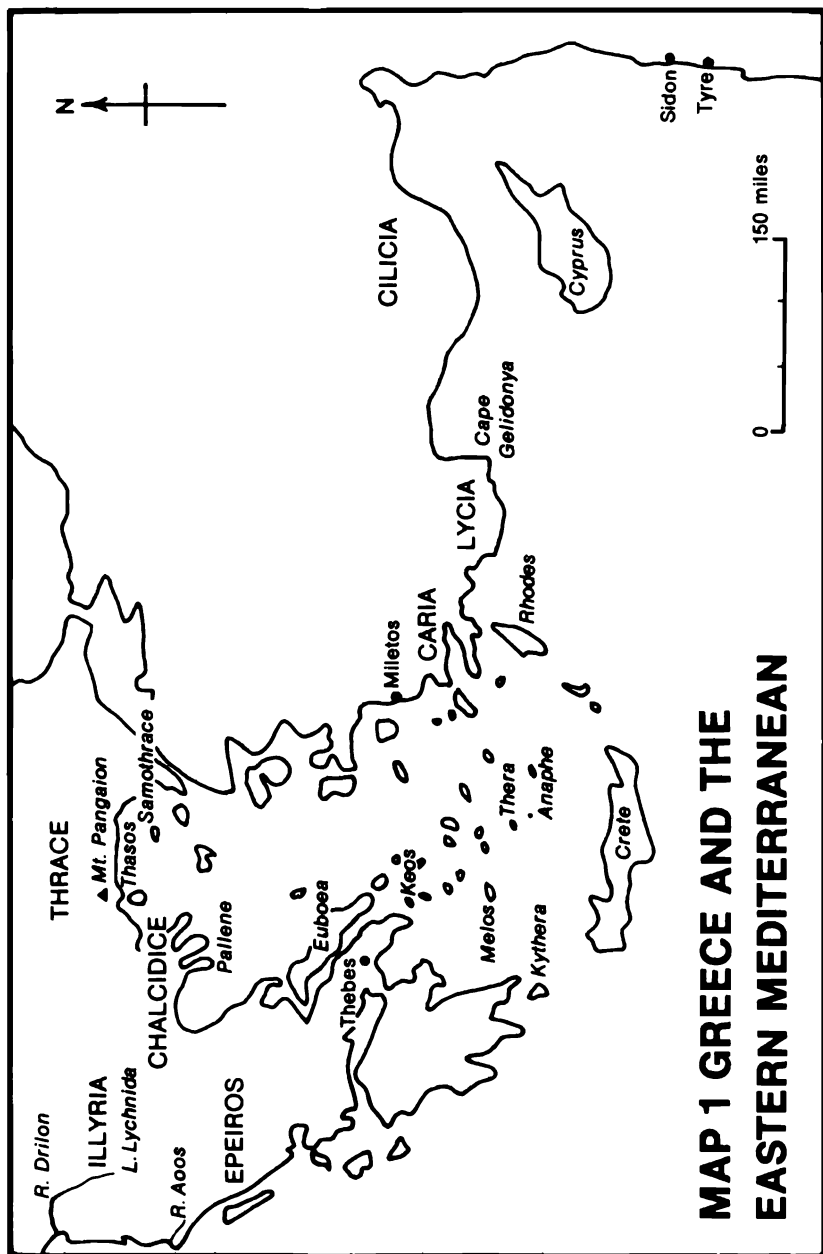 N
R. Drilon
ILLYRIA
L. Lychnida
R. Aoos
EPEIROS
THRACE
Mt. Pangaion
Thasos
Samothrace
CHALCIDICE
Pallene
Euboea
Thebes
Keos
Melos
Kythera
Thera
Anaphe
Crete
Miletos
CARIA
Rhodes
LYCIA
Cape
Gelidonya
CILICIA
Cyprus
Sidon
Tyre
0 150 miles
MAP 1 GREECE AND THE
EASTERN MEDITERRANEAN